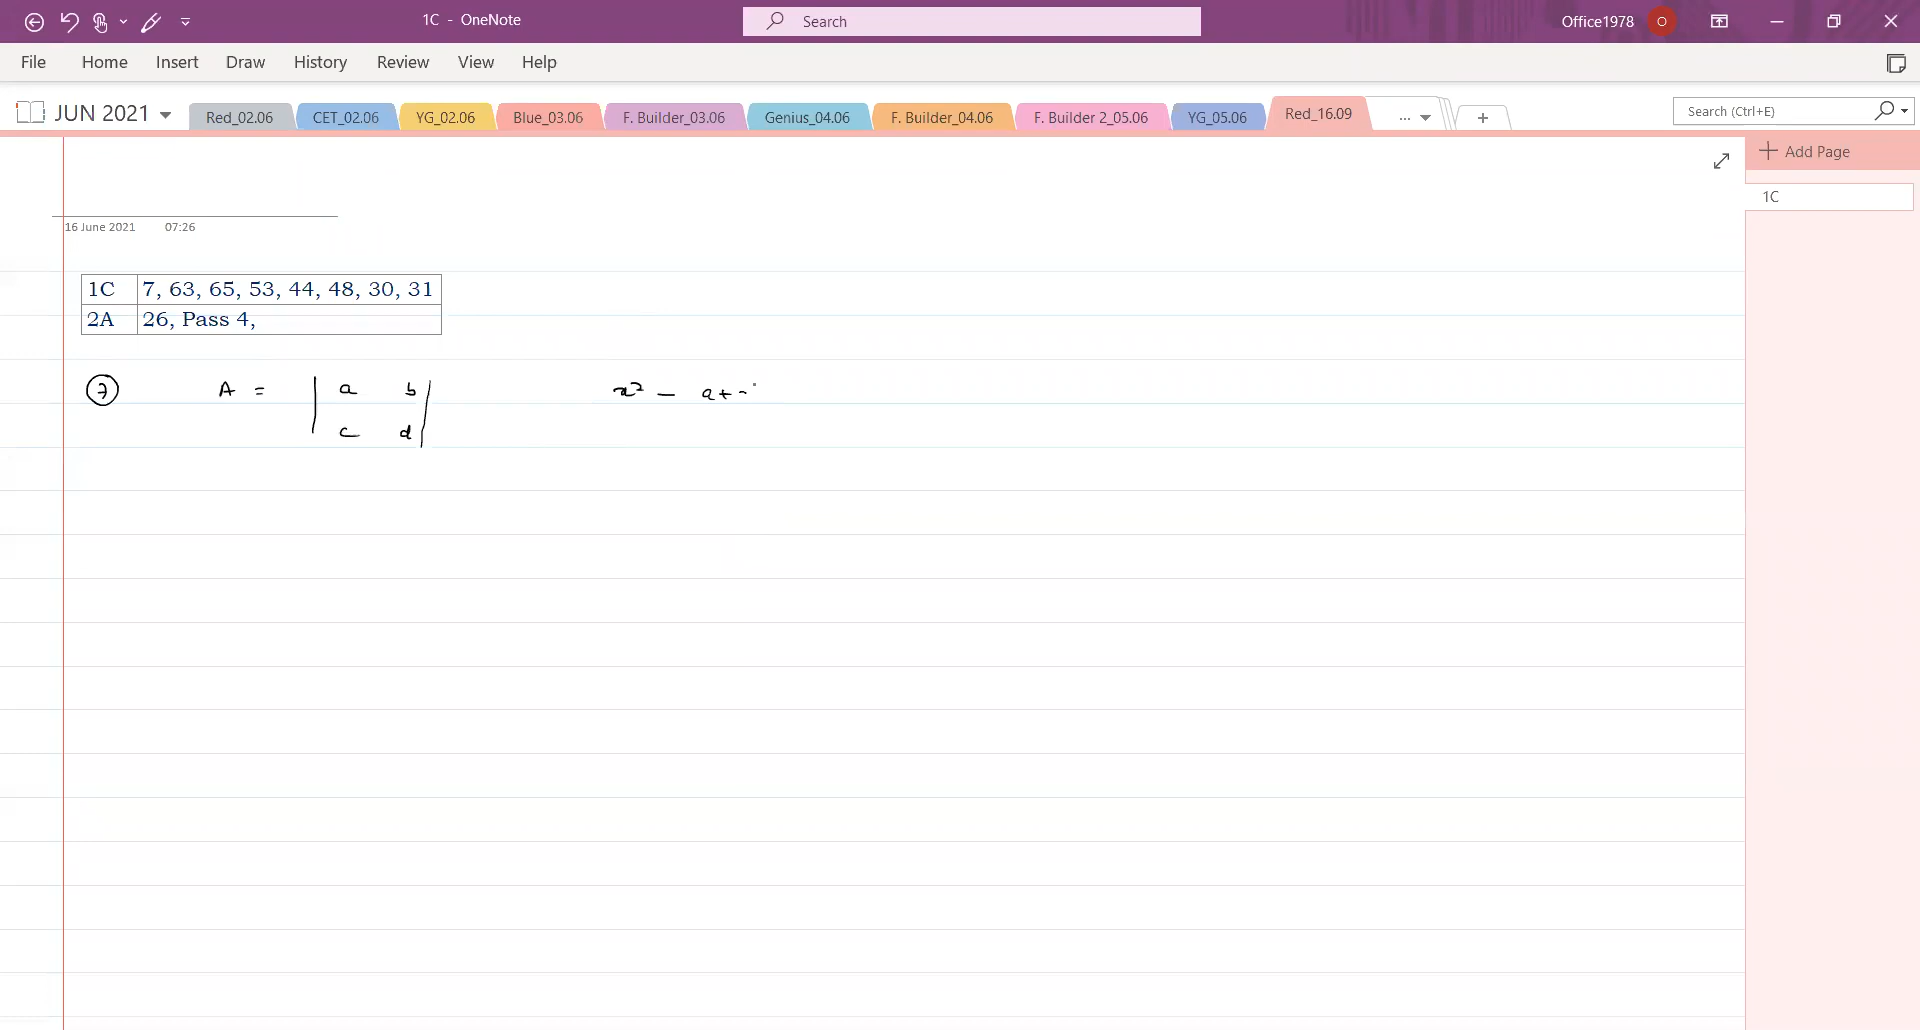 1C - OneNote
Search
Office1978
O
File Home Insert Draw History Review View Help
JUN 2021
Red_02.06 CET_02.06 YG_02.06 Blue_03.06 F. Builder_03.06 Genius_04.06 F. Builder_04.06 F. Builder 2_05.06 YG_05.06 Red_16.09 ... +
Search (Ctrl+E)
Add Page
1C
16 June 2021 07:26
1C 7, 63, 65, 53, 44, 48, 30, 31
2A 26, Pass 4,
7 A = | a b | x² - a+
c d